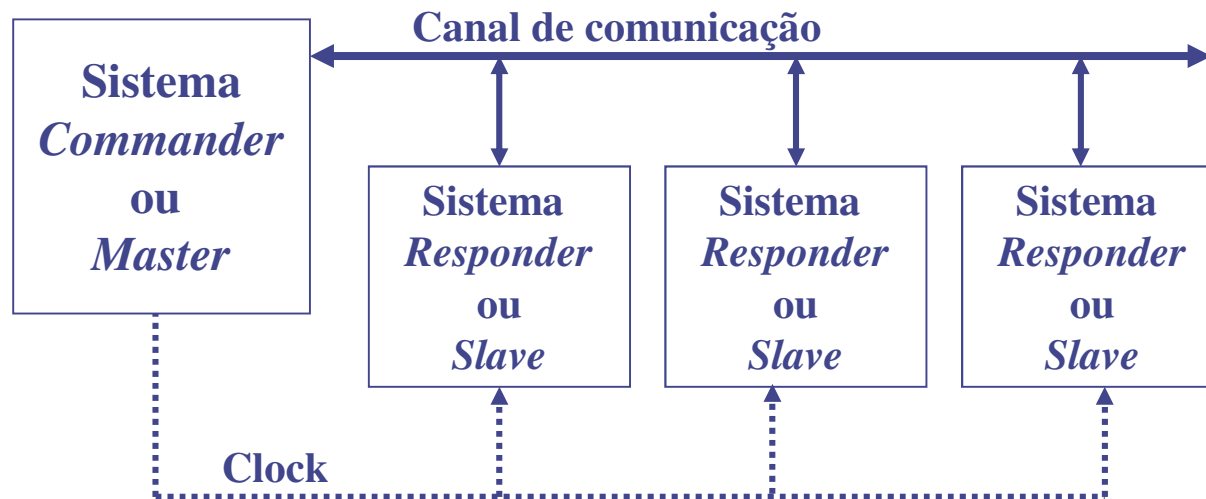 Canal de comunicação
Sistema
Commander
ou
Master
Sistema
Responder
ou
Slave
Sistema
Responder
ou
Slave
Sistema
Responder
ou
Slave
Clock